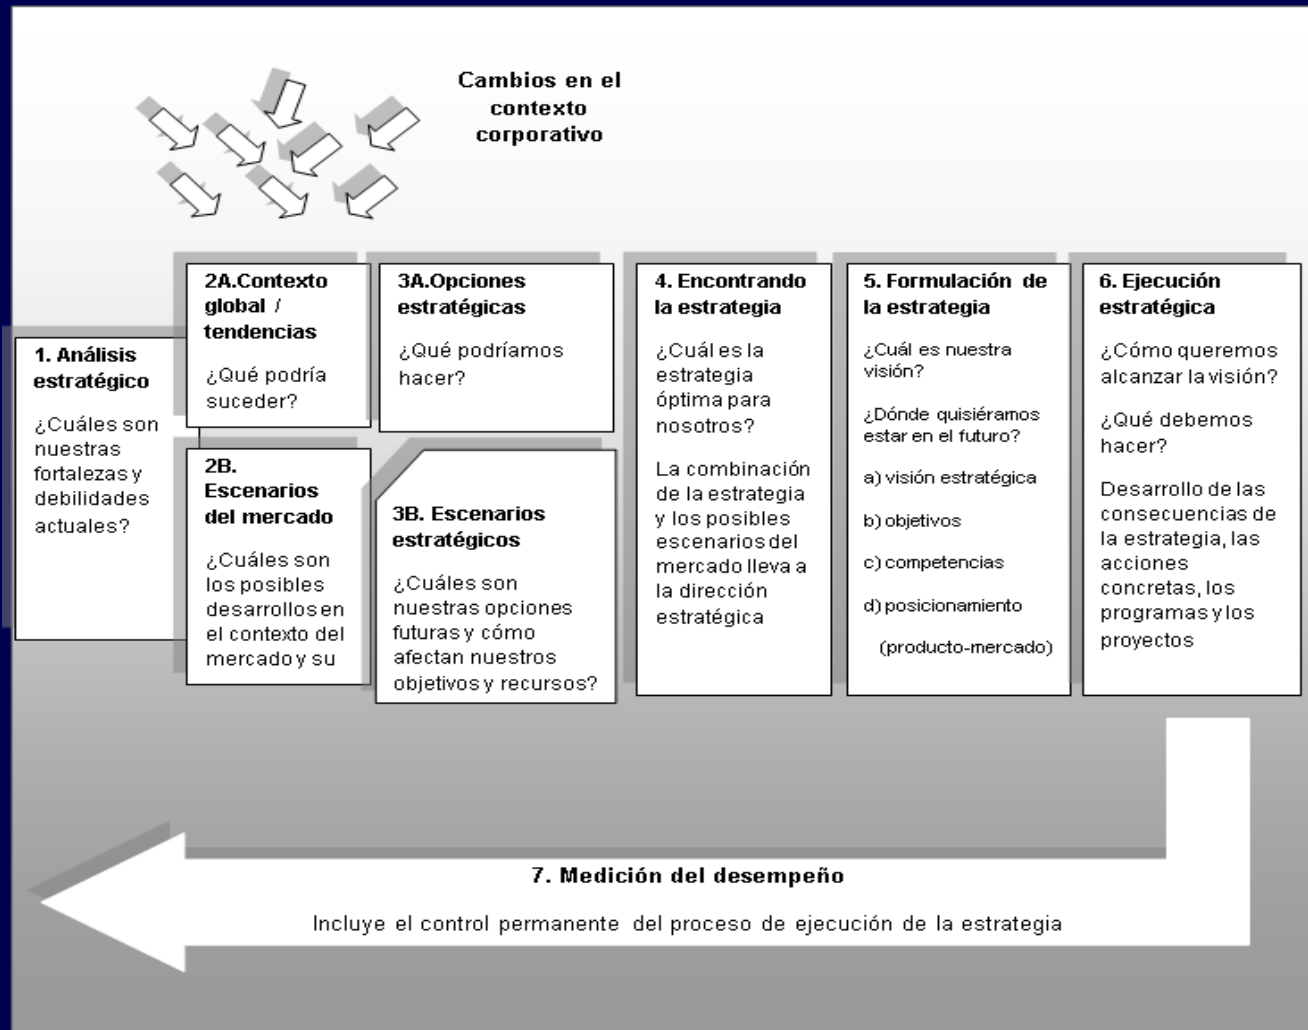 Cambios en el
contexto
corporativo
1. Análisis
estratégico
¿Cuáles son
nuestras
fortalezas y
debilidades
actuales?
2A.Contexto
global /
tendencias
¿Qué podría
suceder?
2B.
Escenarios
del mercado
¿Cuáles son
los posibles
desarrollos en
el contexto del
mercado y su
3A.Opciones
estratégicas
¿Qué podríamos
hacer?
3B. Escenarios
estratégicos
¿Cuáles son
nuestras opciones
futuras y cómo
afectan nuestros
objetivos y recursos?
4. Encontrando
la estrategia
¿Cuál es la
estrategia
óptima para
nosotros?
La combinación
de la estrategia
y los posibles
escenarios del
mercado lleva a
la dirección
estratégica
5. Formulación de
la estrategia
¿Cuál es nuestra
visión?
¿Dónde quisiéramos
estar en el futuro?
a) visión estratégica
b) objetivos
c) competencias
d) posicionamiento
(producto-mercado)
6. Ejecución
estratégica
¿Cómo queremos
alcanzar la visión?
¿Qué debemos
hacer?
Desarrollo de las
consecuencias de
la estrategia, las
acciones
concretas, los
programas y los
proyectos
7. Medición del desempeño
Incluye el control permanente del proceso de ejecución de la estrategia